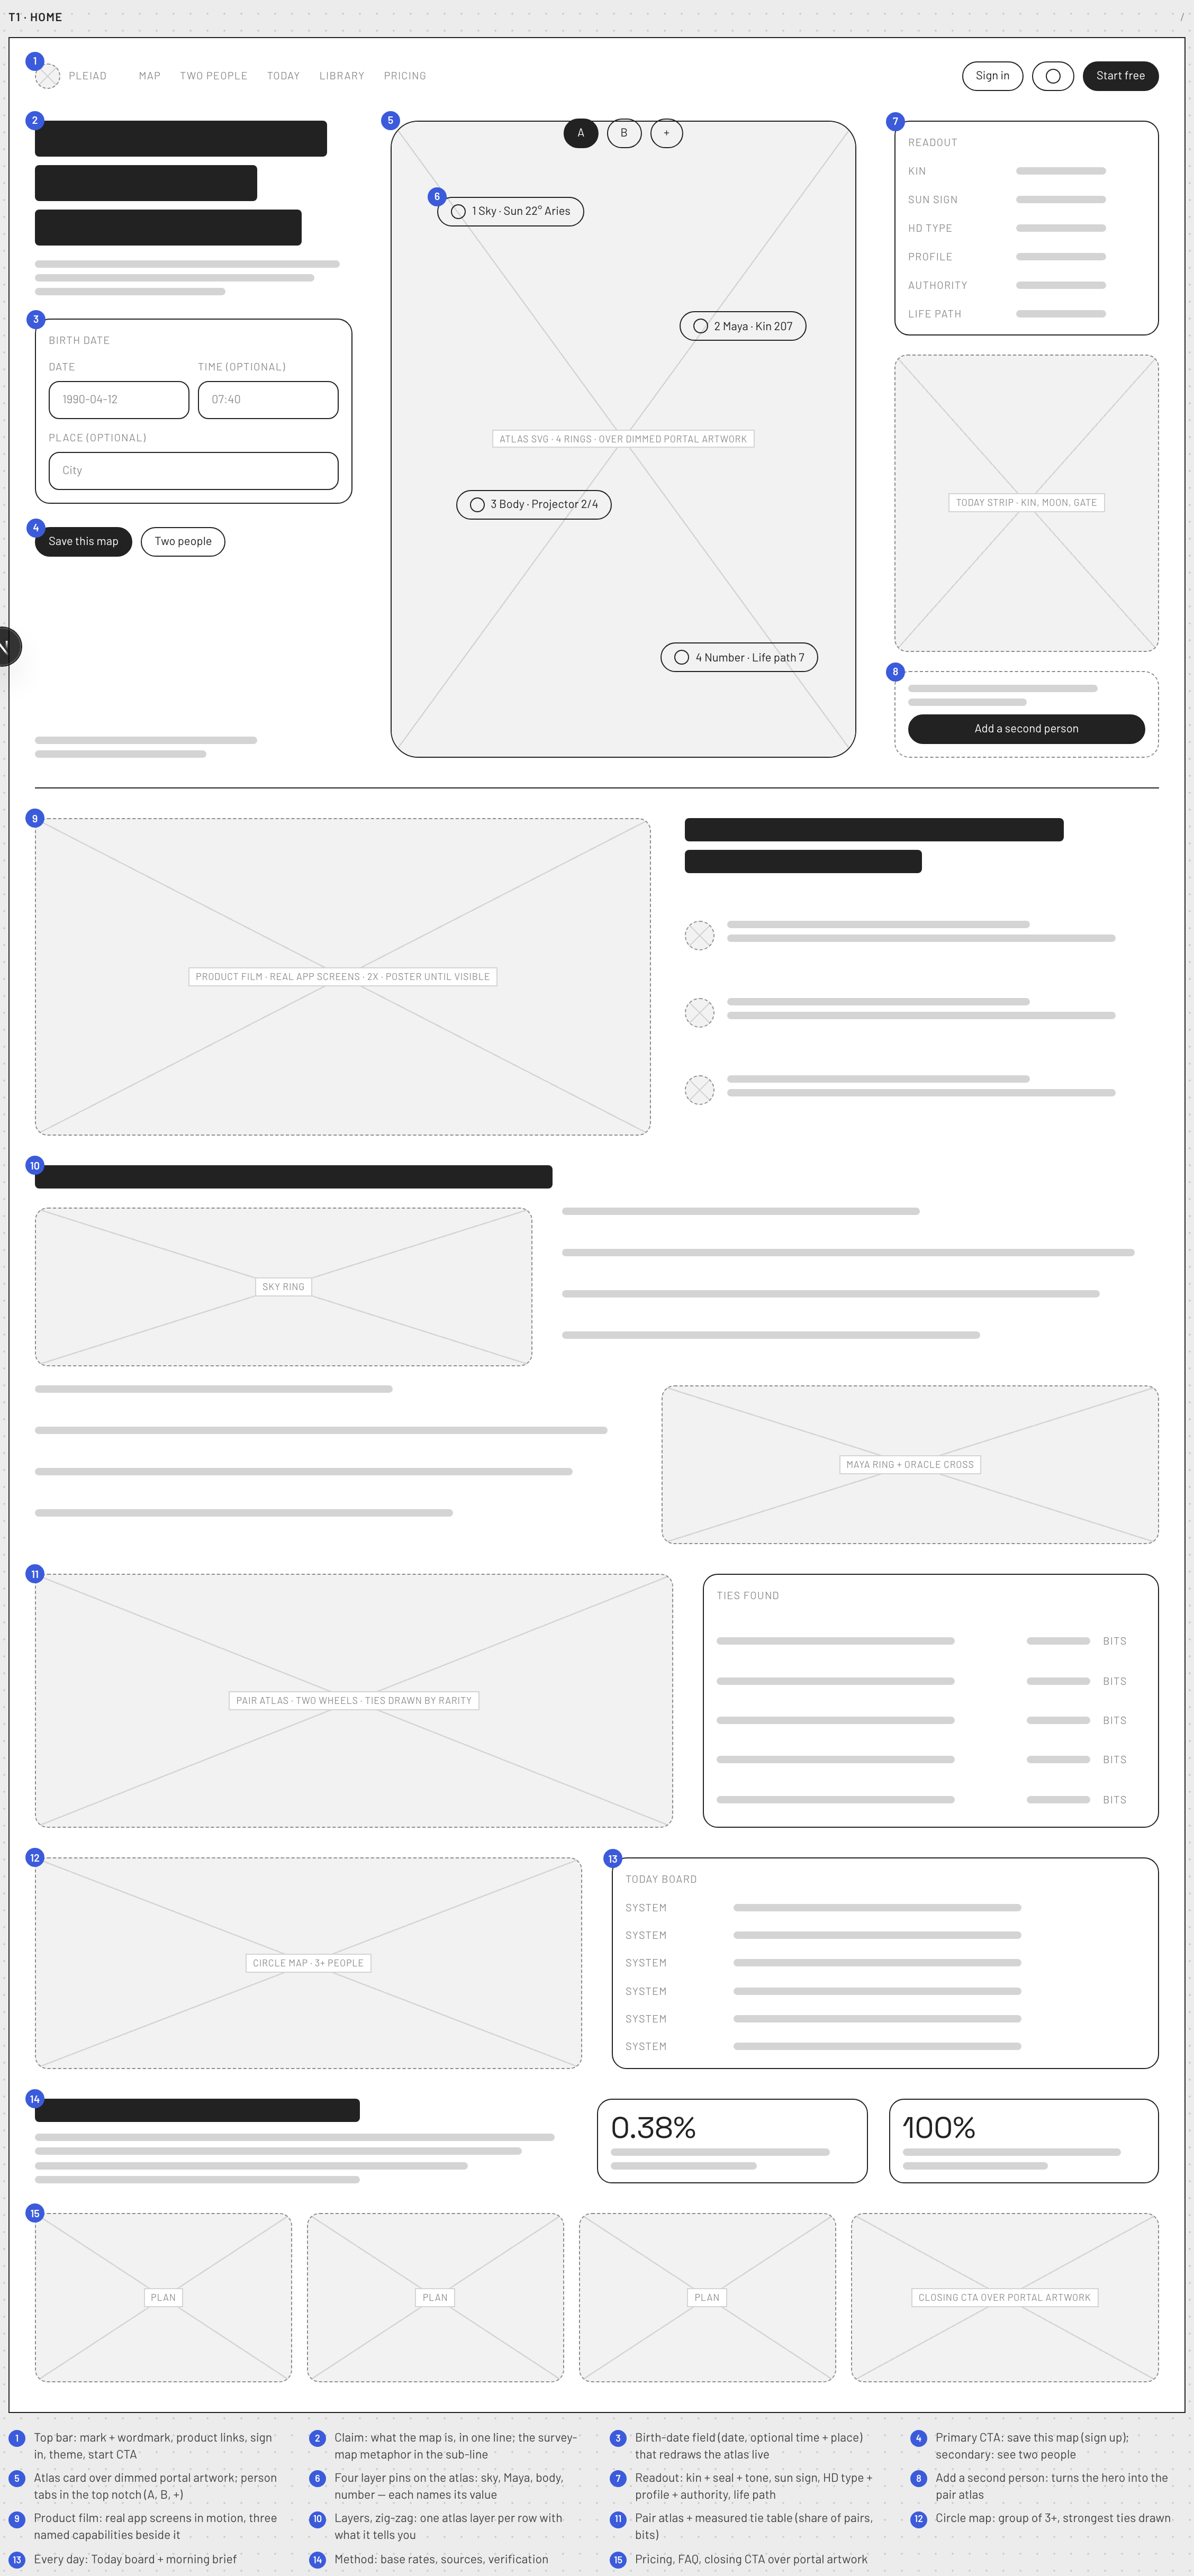 T1 · HOME
/
1
PLEIAD
MAP
TWO PEOPLE
TODAY
LIBRARY
PRICING
Sign in
Start free
2
3
BIRTH DATE
DATE
TIME (OPTIONAL)
1990-04-12
07:40
PLACE (OPTIONAL)
City
4
Save this map
Two people
5
A
B
+
6
1 Sky · Sun 22° Aries
2 Maya · Kin 207
ATLAS SVG · 4 RINGS · OVER DIMMED PORTAL ARTWORK
3 Body · Projector 2/4
4 Number · Life path 7
7
READOUT
KIN
SUN SIGN
HD TYPE
PROFILE
AUTHORITY
LIFE PATH
TODAY STRIP · KIN, MOON, GATE
8
Add a second person
9
PRODUCT FILM · REAL APP SCREENS · 2X · POSTER UNTIL VISIBLE
10
SKY RING
MAYA RING + ORACLE CROSS
11
PAIR ATLAS · TWO WHEELS · TIES DRAWN BY RARITY
TIES FOUND
BITS
BITS
BITS
BITS
BITS
12
CIRCLE MAP · 3+ PEOPLE
13
TODAY BOARD
SYSTEM
SYSTEM
SYSTEM
SYSTEM
SYSTEM
SYSTEM
14
0.38%
100%
15
PLAN
PLAN
PLAN
CLOSING CTA OVER PORTAL ARTWORK
1 Top bar: mark + wordmark, product links, sign
in, theme, start CTA
2 Claim: what the map is, in one line; the survey-
map metaphor in the sub-line
3 Birth-date field (date, optional time + place)
that redraws the atlas live
4 Primary CTA: save this map (sign up);
secondary: see two people
5 Atlas card over dimmed portal artwork; person
tabs in the top notch (A, B, +)
6 Four layer pins on the atlas: sky, Maya, body,
number — each names its value
7 Readout: kin + seal + tone, sun sign, HD type +
profile + authority, life path
8 Add a second person: turns the hero into the
pair atlas
9 Product film: real app screens in motion, three
named capabilities beside it
10 Layers, zig-zag: one atlas layer per row with
what it tells you
11 Pair atlas + measured tie table (share of pairs,
bits)
12 Circle map: group of 3+, strongest ties drawn
13 Every day: Today board + morning brief
14 Method: base rates, sources, verification
15 Pricing, FAQ, closing CTA over portal artwork